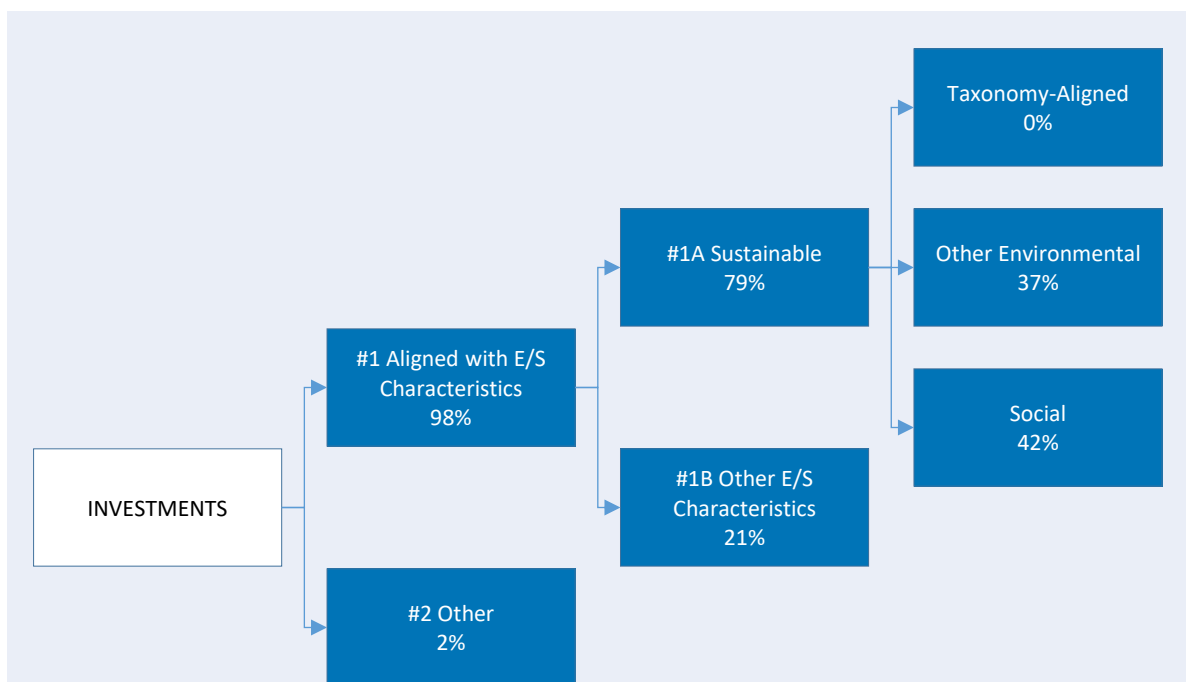 INVESTMENTS
#1 Aligned with E/S
Characteristics
98%
#2 Other
2%
#1A Sustainable
79%
#1B Other E/S
Characteristics
21%
Taxonomy-Aligned
0%
Other Environmental
37%
Social
42%